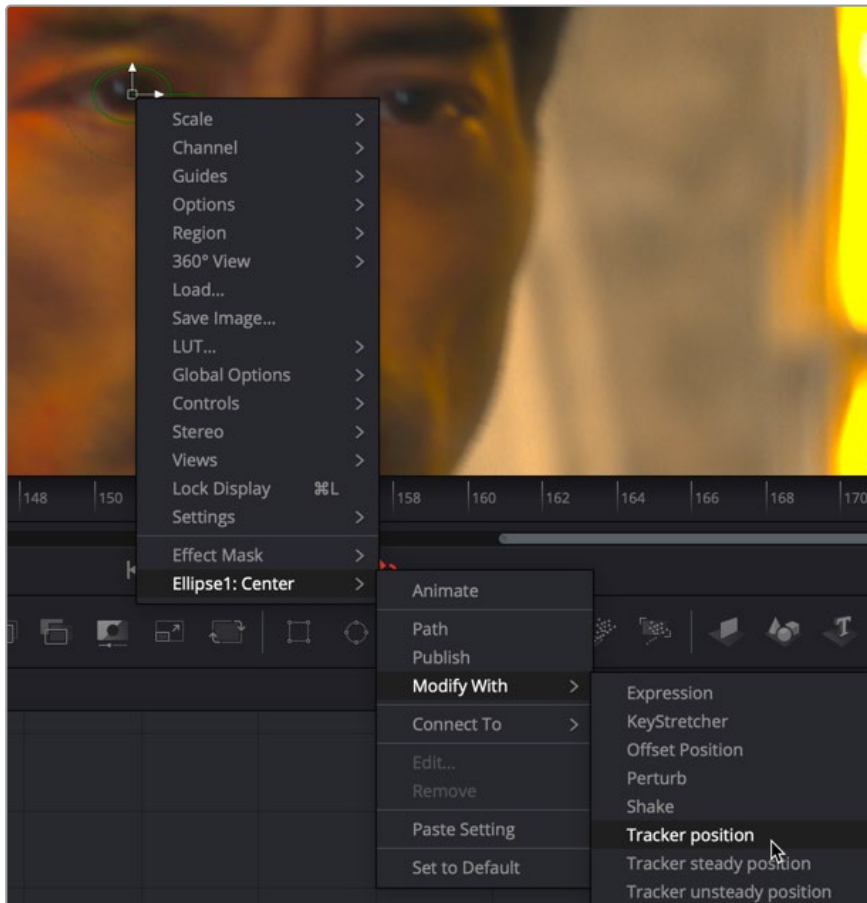 Scale
Channel
Guides
Options
Region
360° View
Load...
Save Image...
LUT...
Global Options
Controls
Stereo
Views
Lock Display ⌘L
Settings
Effect Mask
Ellipse1: Center
148 150 158 160 162 164 166 168 170
Animate
Path
Publish
Modify With
Connect To
Edit...
Remove
Paste Setting
Set to Default
Expression
KeyStretcher
Offset Position
Perturb
Shake
Tracker position
Tracker steady position
Tracker unsteady position